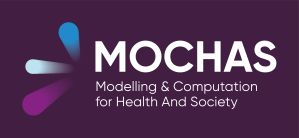 MOCHAS
Modelling & Computation
for Health And Society